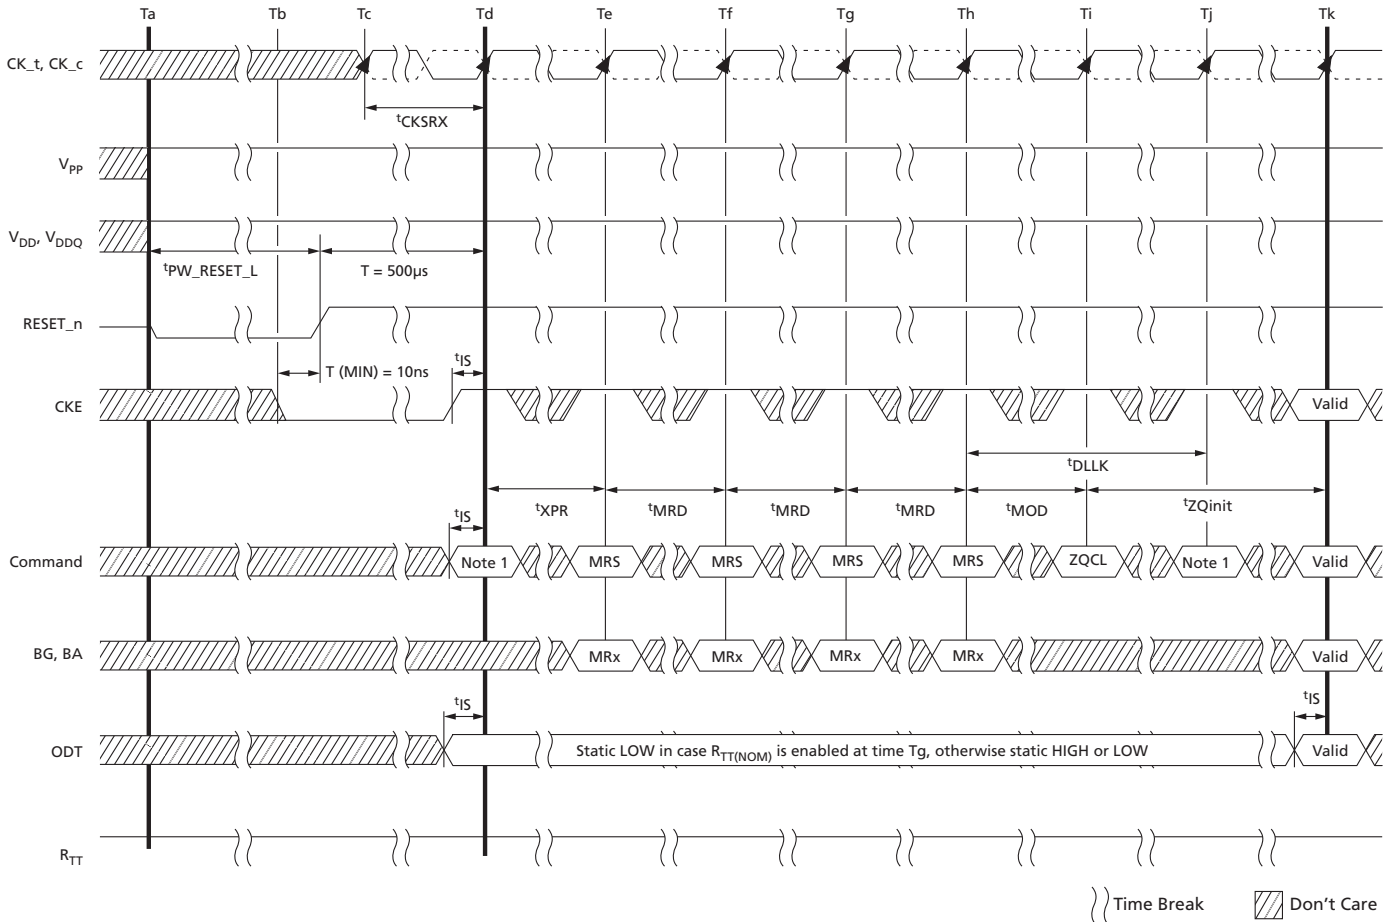 Ta Tb Tc Td Te Tf Tg Th Ti Tj Tk
CK_t, CK_c
tCKSRX
VPP
VDD, VDDQ
tPW_RESET_L T = 500µs
RESET_n
T (MIN) = 10ns tIS
CKE Valid
tDLLK
tXPR tMRD tMRD tMRD tMOD tZQinit
tIS
Command Note 1 MRS MRS MRS MRS ZQCL Note 1 Valid
BG, BA MRx MRx MRx MRx Valid
tIS tIS
ODT Static LOW in case RTT(NOM) is enabled at time Tg, otherwise static HIGH or LOW Valid
RTT
Time Break Don't Care